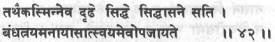 तथैकस्मिन्नेव दृढे सिद्धे सिद्धासने सति ।
बंधत्रयमनायासात्स्वयमेवोपजायते ॥ ४२ ॥